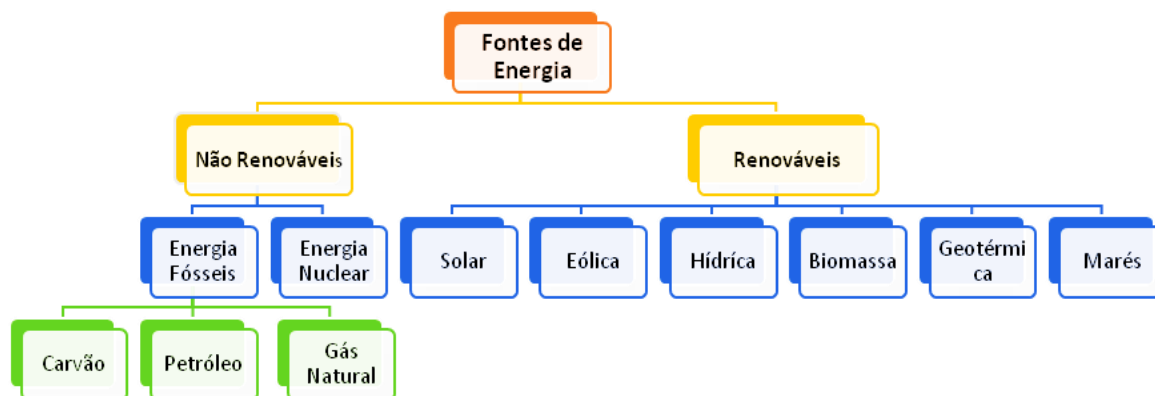 Fontes de
Energia
Não Renováveis
Renováveis
Energia
Fósseis
Energia
Nuclear
Solar
Eólica
Hídríca
Biomassa
Geotérmi
ca
Marés
Carvão
Petróleo
Gás
Natural